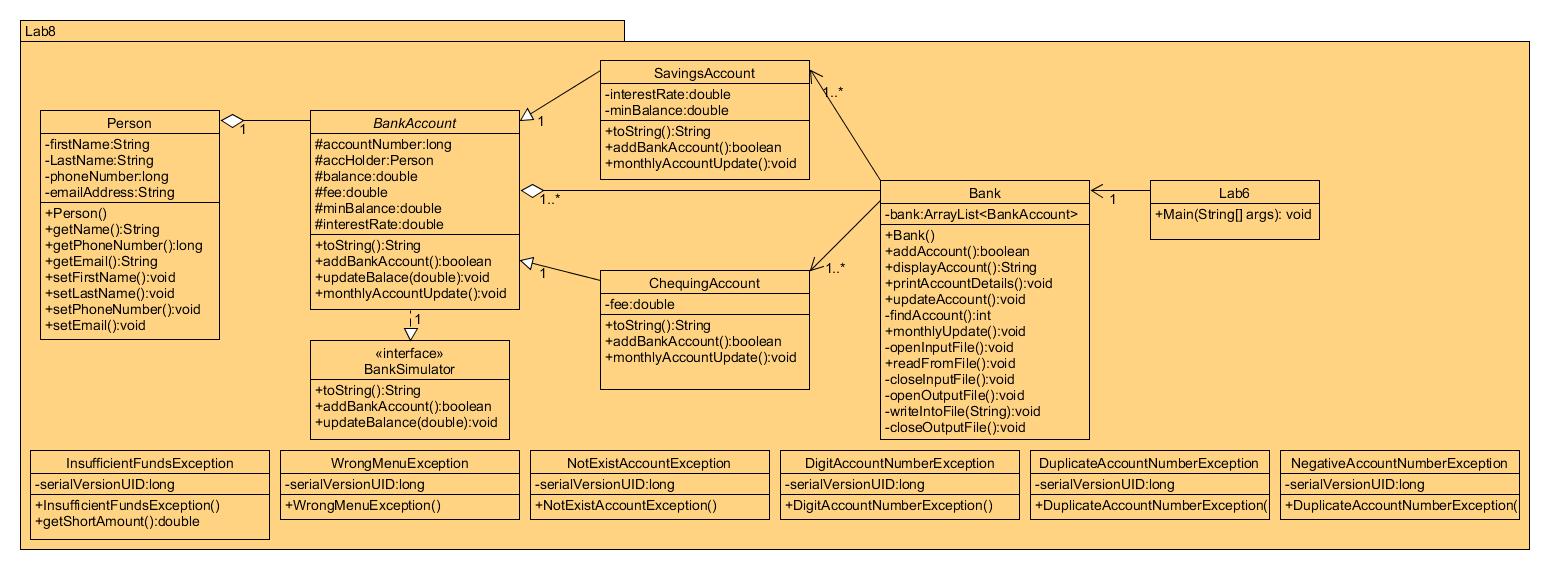 Lab8
Person
-firstName:String
-LastName:String
-phoneNumber:long
-emailAddress:String
+Person()
+getName():String
+getPhoneNumber():long
+getEmail():String
+setFirstName():void
+setLastName():void
+setPhoneNumber():void
+setEmail():void
1
BankAccount
#accountNumber:long
#accHolder:Person
#balance:double
#fee:double
#minBalance:double
#interestRate:double
+toString():String
+addBankAccount():boolean
+updateBalace(double):void
+monthlyAccountUpdate():void
1
1..*
1
1
«interface»
BankSimulator
+toString():String
+addBankAccount():boolean
+updateBalance(double):void
SavingsAccount
-interestRate:double
-minBalance:double
+toString():String
+addBankAccount():boolean
+monthlyAccountUpdate():void
1..*
ChequingAccount
-fee:double
+toString():String
+addBankAccount():boolean
+monthlyAccountUpdate():void
1..*
Bank
-bank:ArrayList<BankAccount>
+Bank()
+addAccount():boolean
+displayAccount():String
+printAccountDetails():void
+updateAccount():void
-findAccount():int
+monthlyUpdate():void
-openInputFile():void
+readFromFile():void
-closeInputFile():void
-openOutputFile():void
-writeIntoFile(String):void
-closeOutputFile():void
1
Lab6
+Main(String[] args): void
InsufficientFundsException
-serialVersionUID:long
+InsufficientFundsException()
+getShortAmount():double
WrongMenuException
-serialVersionUID:long
+WrongMenuException()
NotExistAccountException
-serialVersionUID:long
+NotExistAccountException()
DigitAccountNumberException
-serialVersionUID:long
+DigitAccountNumberException()
DuplicateAccountNumberException
-serialVersionUID:long
+DuplicateAccountNumberException(
NegativeAccountNumberException
-serialVersionUID:long
+DuplicateAccountNumberException(